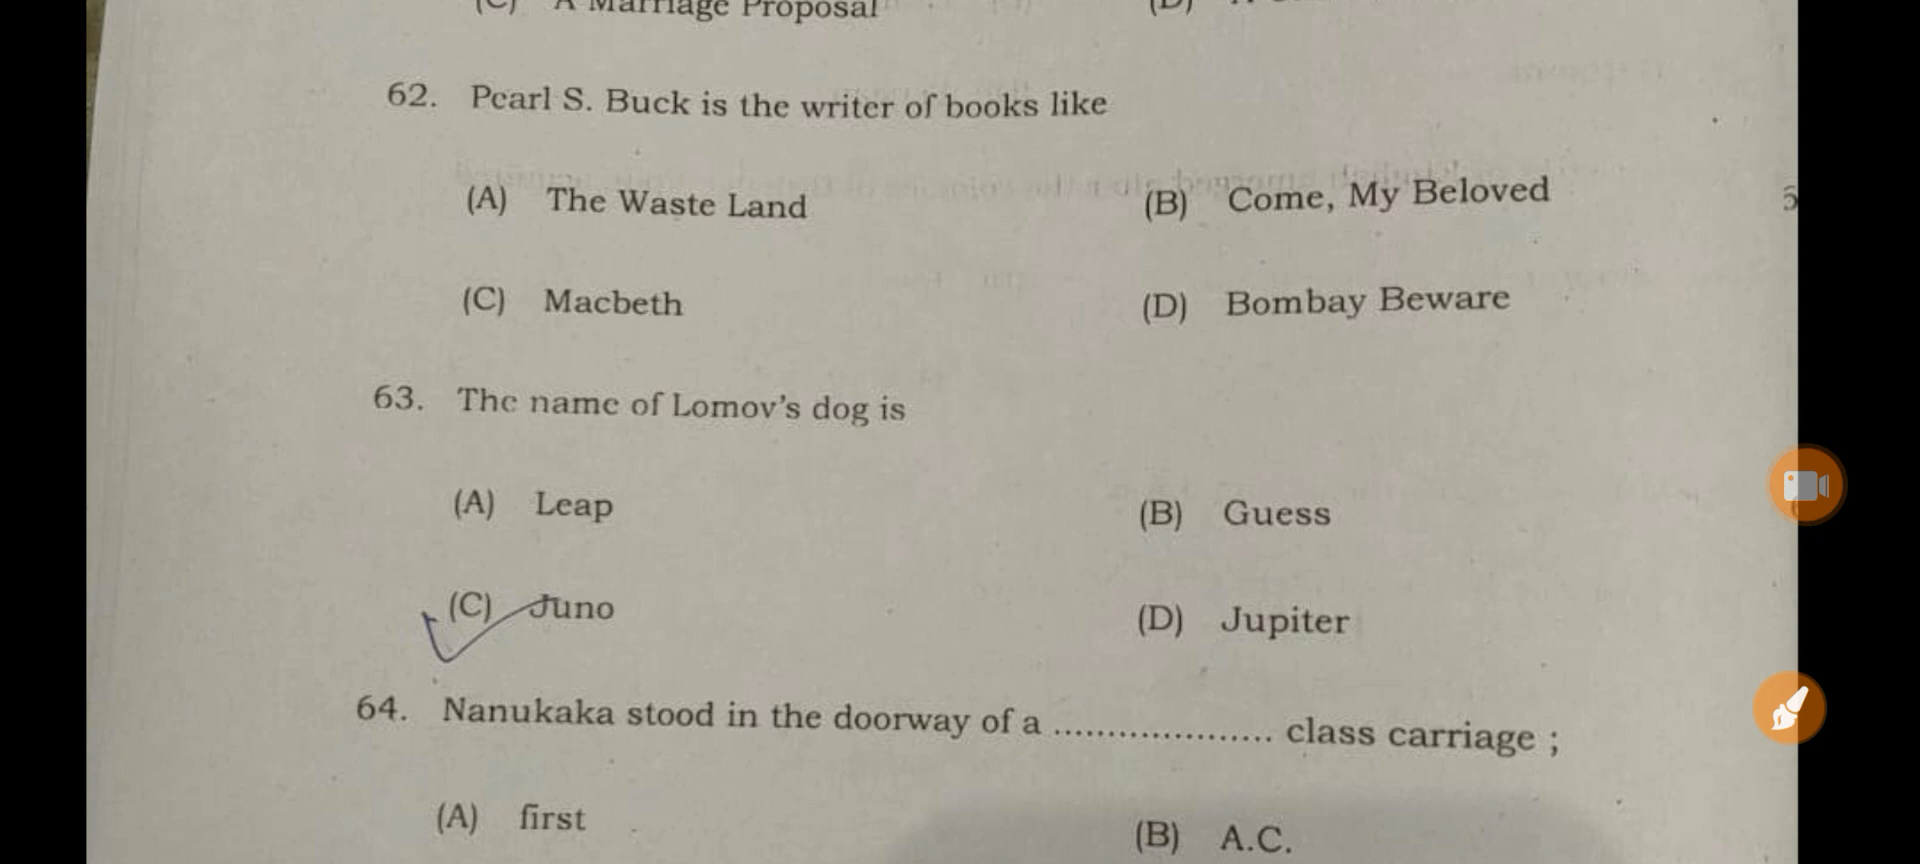 (C) A Marriage Proposal (D)
62. Pearl S. Buck is the writer of books like
(A) The Waste Land (B) Come, My Beloved
(C) Macbeth (D) Bombay Beware
63. The name of Lomov's dog is
(A) Leap (B) Guess
(C) Juno (D) Jupiter
64. Nanukaka stood in the doorway of a .................... class carriage ;
(A) first (B) A.C.